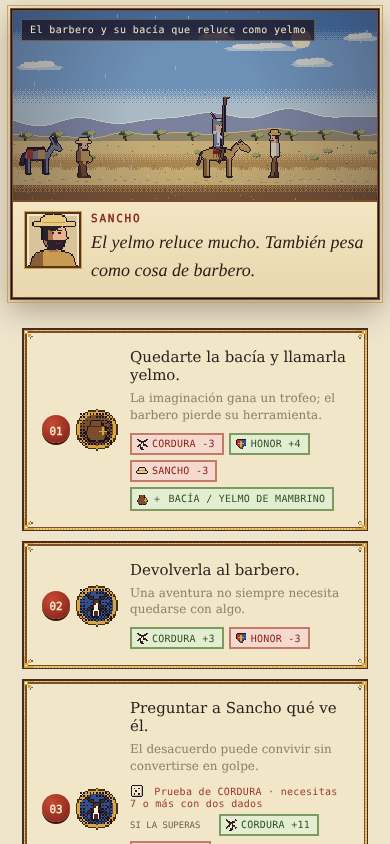 El barbero y su bacía que reluce como yelmo
SANCHO
El yelmo reluce mucho. También pesa
como cosa de barbero.
01
Quedarte la bacía y llamarla
yelmo.
La imaginación gana un trofeo; el
barbero pierde su herramienta.
CORDURA -3 HONOR +4
SANCHO -3
+ BACÍA / YELMO DE MAMBRINO
02
Devolverla al barbero.
Una aventura no siempre necesita
quedarse con algo.
CORDURA +3 HONOR -3
03
Preguntar a Sancho qué ve
él.
El desacuerdo puede convivir sin
convertirse en golpe.
Prueba de CORDURA · necesitas
7 o más con dos dados
SI LA SUPERAS CORDURA +11